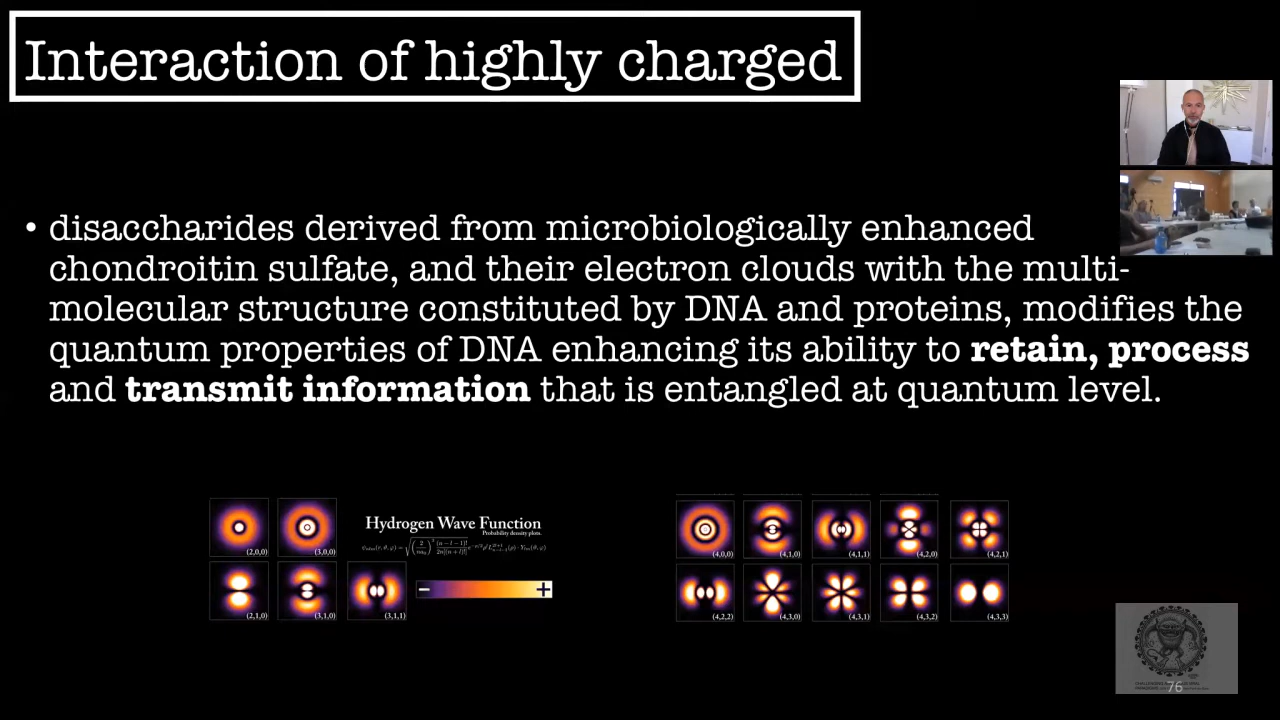 Interaction of highly charged
• disaccharides derived from microbiologically enhanced
chondroitin sulfate, and their electron clouds with the multi-
molecular structure constituted by DNA and proteins, modifies the
quantum properties of DNA enhancing its ability to retain, process
and transmit information that is entangled at quantum level.
Hydrogen Wave Function
Probability density plots.
(2,0,0) (3,0,0)
− +
(2,1,0) (3,1,0) (3,1,1)
(4,0,0) (4,1,0) (4,1,1) (4,2,0) (4,2,1)
(4,2,2) (4,3,0) (4,3,1) (4,3,2) (4,3,3)
76